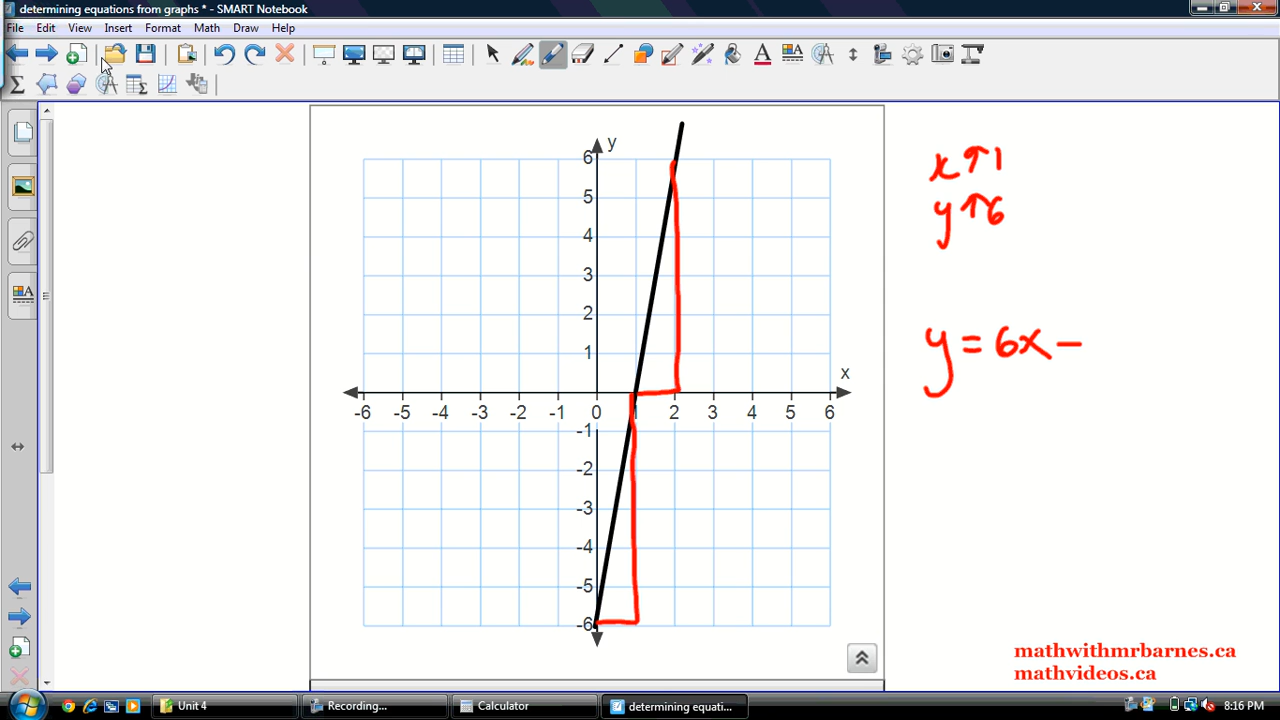 determining equations from graphs * - SMART Notebook
File Edit View Insert Format Math Draw Help
y
6
5
4
3
2
1
x
-6 -5 -4 -3 -2 -1 0 1 2 3 4 5 6
-1
-2
-3
-4
-5
-6
x ↑ 1
y ↑ 6
y = 6x -
mathwithmrbarnes.ca
mathvideos.ca
Unit 4 Recording... Calculator determining equati... 8:16 PM